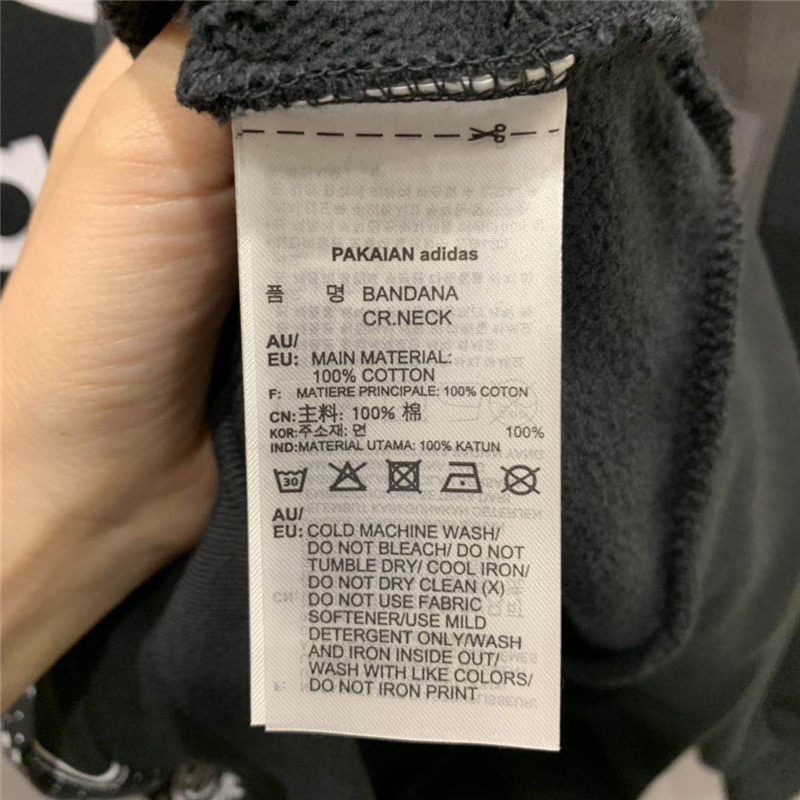 PAKAIAN adidas
품 명 BANDANA
CR.NECK
AU/
EU: MAIN MATERIAL:
100% COTTON
F: MATIERE PRINCIPALE: 100% COTON
CN:主料: 100% 棉
KOR:주소재: 면 100%
IND:MATERIAL UTAMA: 100% KATUN
30
AU/
EU: COLD MACHINE WASH/
DO NOT BLEACH/ DO NOT
TUMBLE DRY/ COOL IRON/
DO NOT DRY CLEAN (X)
DO NOT USE FABRIC
SOFTENER/USE MILD
DETERGENT ONLY/WASH
AND IRON INSIDE OUT/
WASH WITH LIKE COLORS/
DO NOT IRON PRINT